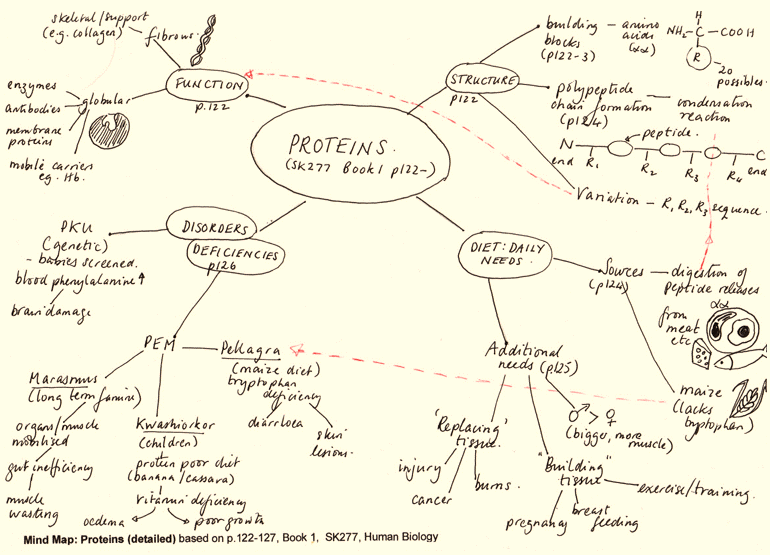 PROTEINS.
(SK277 Book 1 p122-)
FUNCTION
p.122
skeletal/support
(e.g. collagen)
fibrous.
globular
enzymes
antibodies
membrane
proteins
mobile carries
eg. Hb.
STRUCTURE
p122
building
blocks
(p122-3)
amino
acids
(αα)
NH2 - C - COOH
H
R
20
possibles.
polypeptide
chain formation
(p124)
condensation
reaction
peptide.
N
end
R1
R2
R3
R4
C
end
Variation - R1, R2, R3 sequence.
DISORDERS
DEFICIENCIES
p126
PKU
(genetic)
- babies screened.
blood phenylalanine ↑
brain damage
PEM
Marasmus
(long term famine)
organs/muscle
mobilised
gut inefficiency
muscle
wasting
Kwashiorkor
(children)
protein poor diet
(banana/cassava)
vitamin deficiency
oedema
poor growth
Pellagra
(maize diet)
tryptophan
deficiency
diarrhoea
skin
lesions.
DIET: DAILY
NEEDS.
Sources
(p124)
digestion of
peptide releases
αα
from
meat
etc
maize
(lacks
tryptophan)
Additional
needs (p125)
♂ > ♀
(bigger, more
muscle)
'Replacing'
tissue
injury
cancer
burns.
"Building"
tissue
pregnancy
breast
feeding
exercise/training.
Mind Map: Proteins (detailed) based on p.122-127, Book 1, SK277, Human Biology